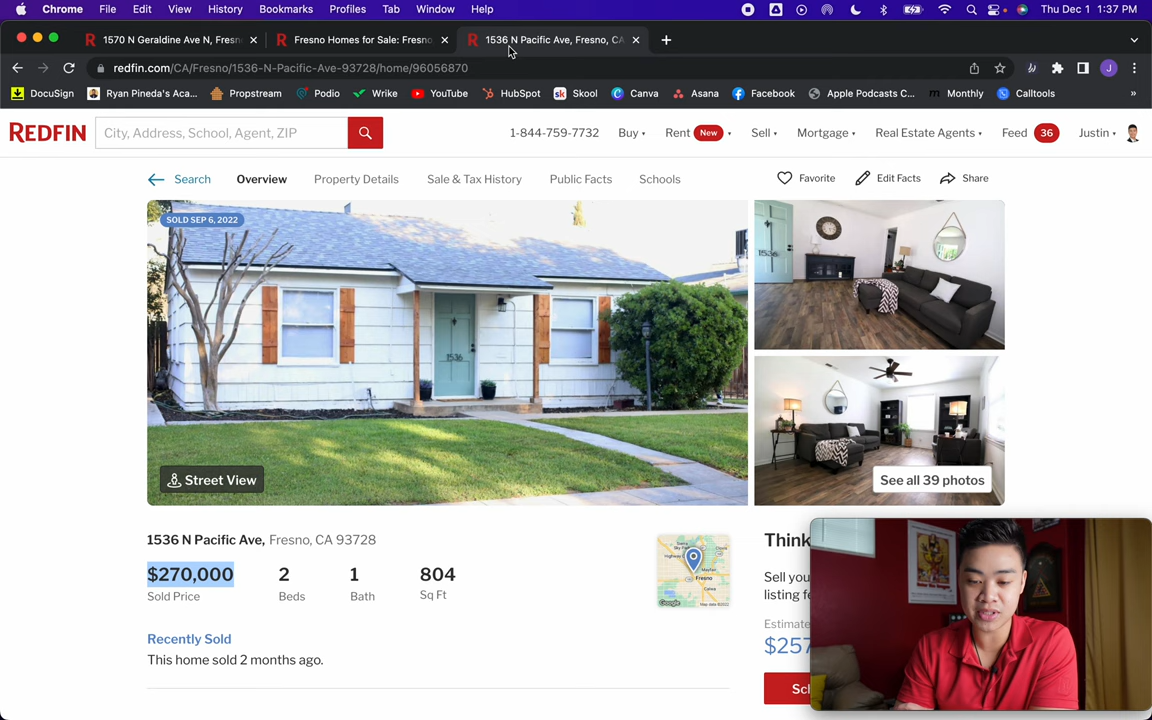 Chrome File Edit View History Bookmarks Profiles Tab Window Help Thu Dec 1 1:37 PM
1570 N Geraldine Ave N, Fresn Fresno Homes for Sale: Fresno, 1536 N Pacific Ave, Fresno, CA
redfin.com/CA/Fresno/1536-N-Pacific-Ave-93728/home/96056870
DocuSign Ryan Pineda's Aca... Propstream Podio Wrike YouTube HubSpot Skool Canva Asana Facebook Apple Podcasts C... Monthly Calltools
REDFIN City, Address, School, Agent, ZIP 1-844-759-7732 Buy Rent New Sell Mortgage Real Estate Agents Feed 36 Justin
Search Overview Property Details Sale & Tax History Public Facts Schools Favorite Edit Facts Share
SOLD SEP 6, 2022
1536
Street View
See all 39 photos
1536 N Pacific Ave, Fresno, CA 93728
$270,000 2 1 804
Sold Price Beds Bath Sq Ft
Recently Sold
This home sold 2 months ago.
Fresno
Google
Think
Sell you
listing fe
Estimate
$257
Scl